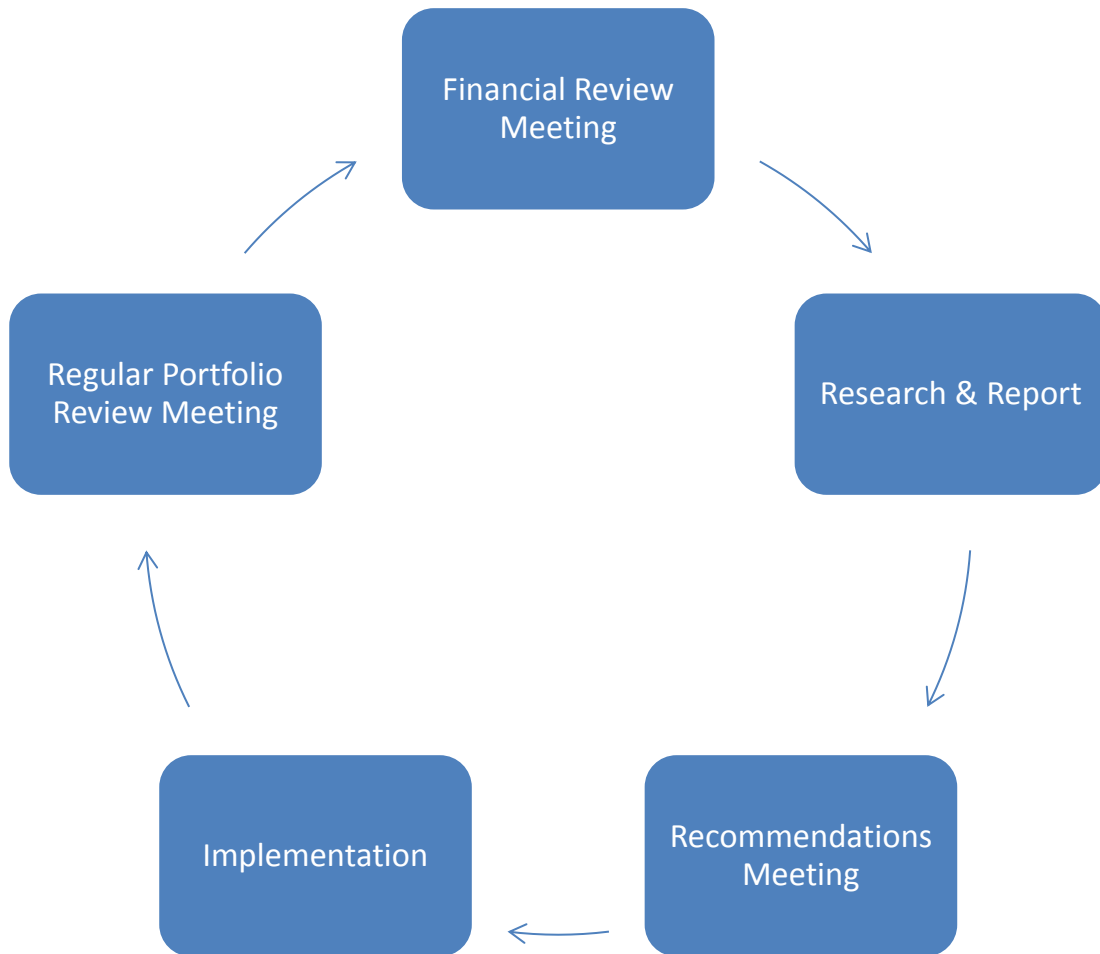 Financial Review
Meeting
Research & Report
Recommendations
Meeting
Implementation
Regular Portfolio
Review Meeting